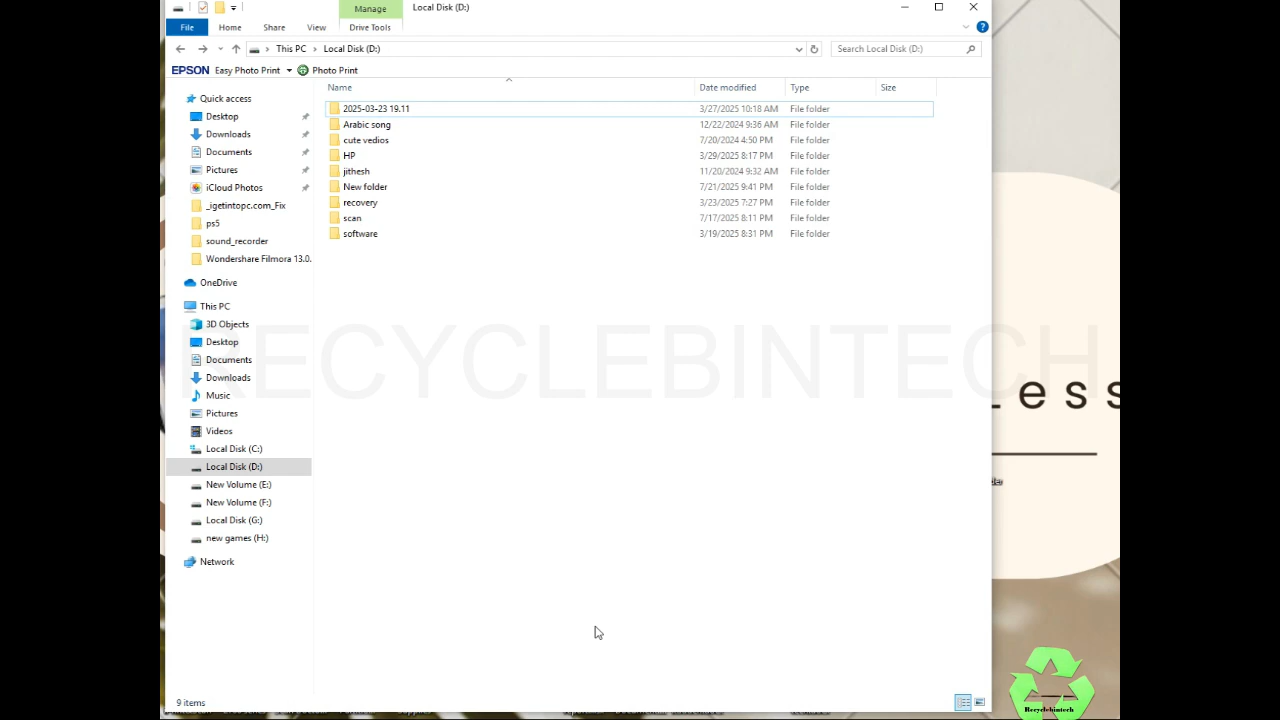 Manage
Local Disk (D:)
File
Home
Share
View
Drive Tools
This PC
Local Disk (D:)
Search Local Disk (D:)
EPSON Easy Photo Print
Photo Print
Name
Date modified
Type
Size
Quick access
Desktop
Downloads
Documents
Pictures
iCloud Photos
_igetintopc.com_Fix
ps5
sound_recorder
Wondershare Filmora 13.0.
OneDrive
This PC
3D Objects
Desktop
Documents
Downloads
Music
Pictures
Videos
Local Disk (C:)
Local Disk (D:)
New Volume (E:)
New Volume (F:)
Local Disk (G:)
new games (H:)
Network
2025-03-23 19.11 3/27/2025 10:18 AM File folder
Arabic song 12/22/2024 9:36 AM File folder
cute vedios 7/20/2024 4:50 PM File folder
HP 3/29/2025 8:17 PM File folder
jithesh 11/20/2024 9:32 AM File folder
New folder 7/21/2025 9:41 PM File folder
recovery 3/23/2025 7:27 PM File folder
scan 7/17/2025 8:11 PM File folder
software 3/19/2025 8:31 PM File folder
RECYCLEBINTECH
less
9 items
Recyclebintech